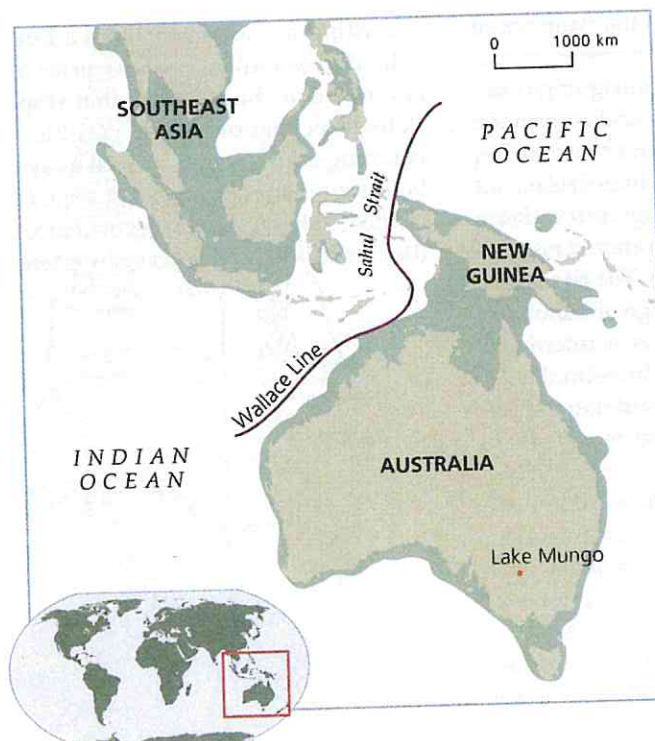 0 1000 km
SOUTHEAST
ASIA
PACIFIC
OCEAN
Sahul Strait
NEW
GUINEA
Wallace Line
INDIAN
OCEAN
AUSTRALIA
Lake Mungo